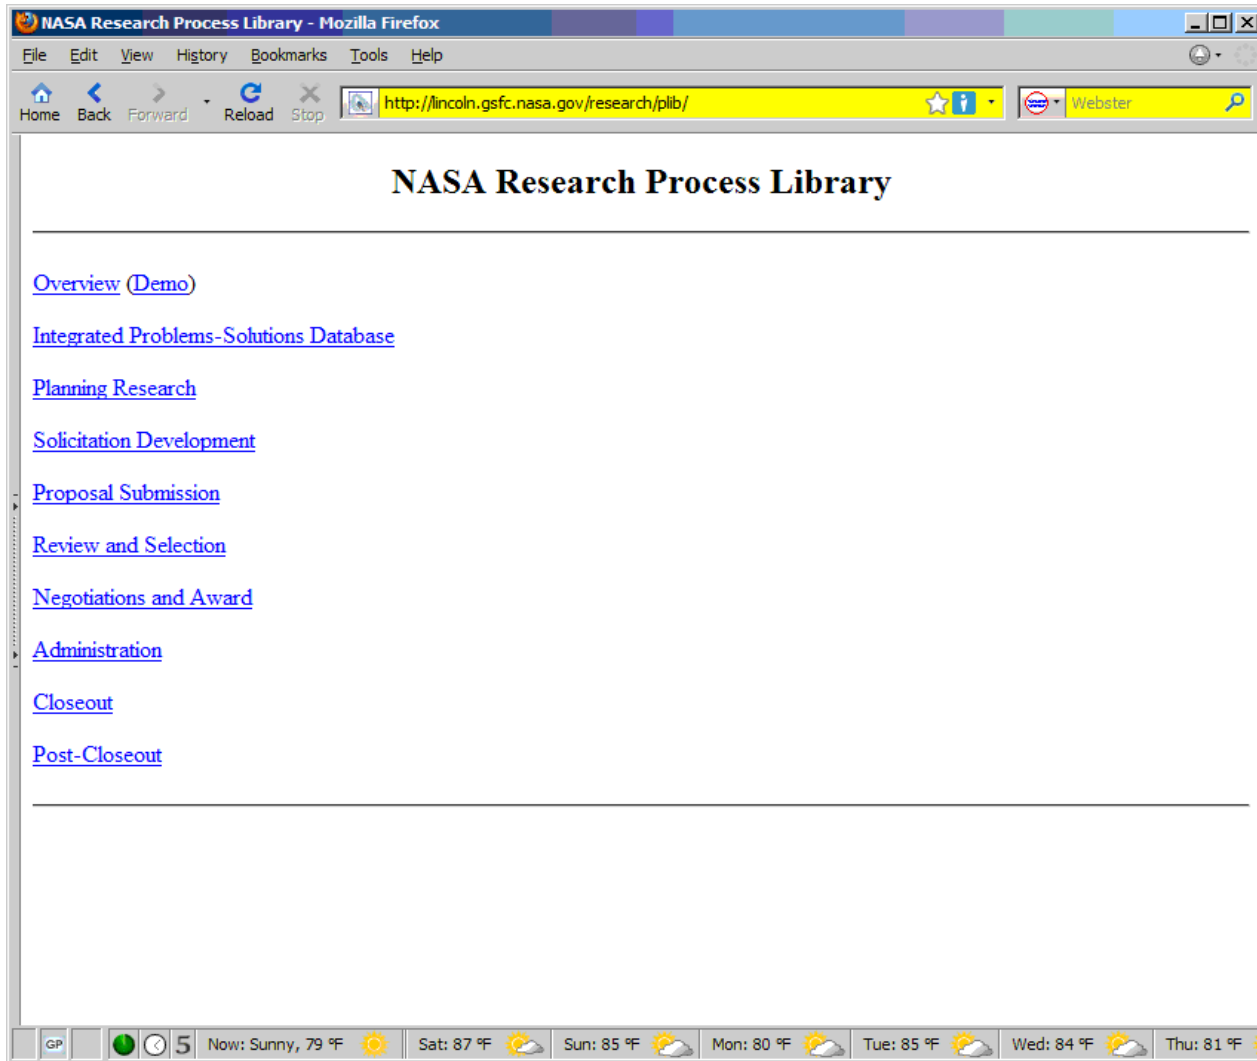 NASA Research Process Library - Mozilla Firefox
File Edit View History Bookmarks Tools Help
Home Back Forward Reload Stop http://lincoln.gsfc.nasa.gov/research/plib/ Webster
NASA Research Process Library
Overview (Demo)
Integrated Problems-Solutions Database
Planning Research
Solicitation Development
Proposal Submission
Review and Selection
Negotiations and Award
Administration
Closeout
Post-Closeout
GP 5 Now: Sunny, 79 °F Sat: 87 °F Sun: 85 °F Mon: 80 °F Tue: 85 °F Wed: 84 °F Thu: 81 °F